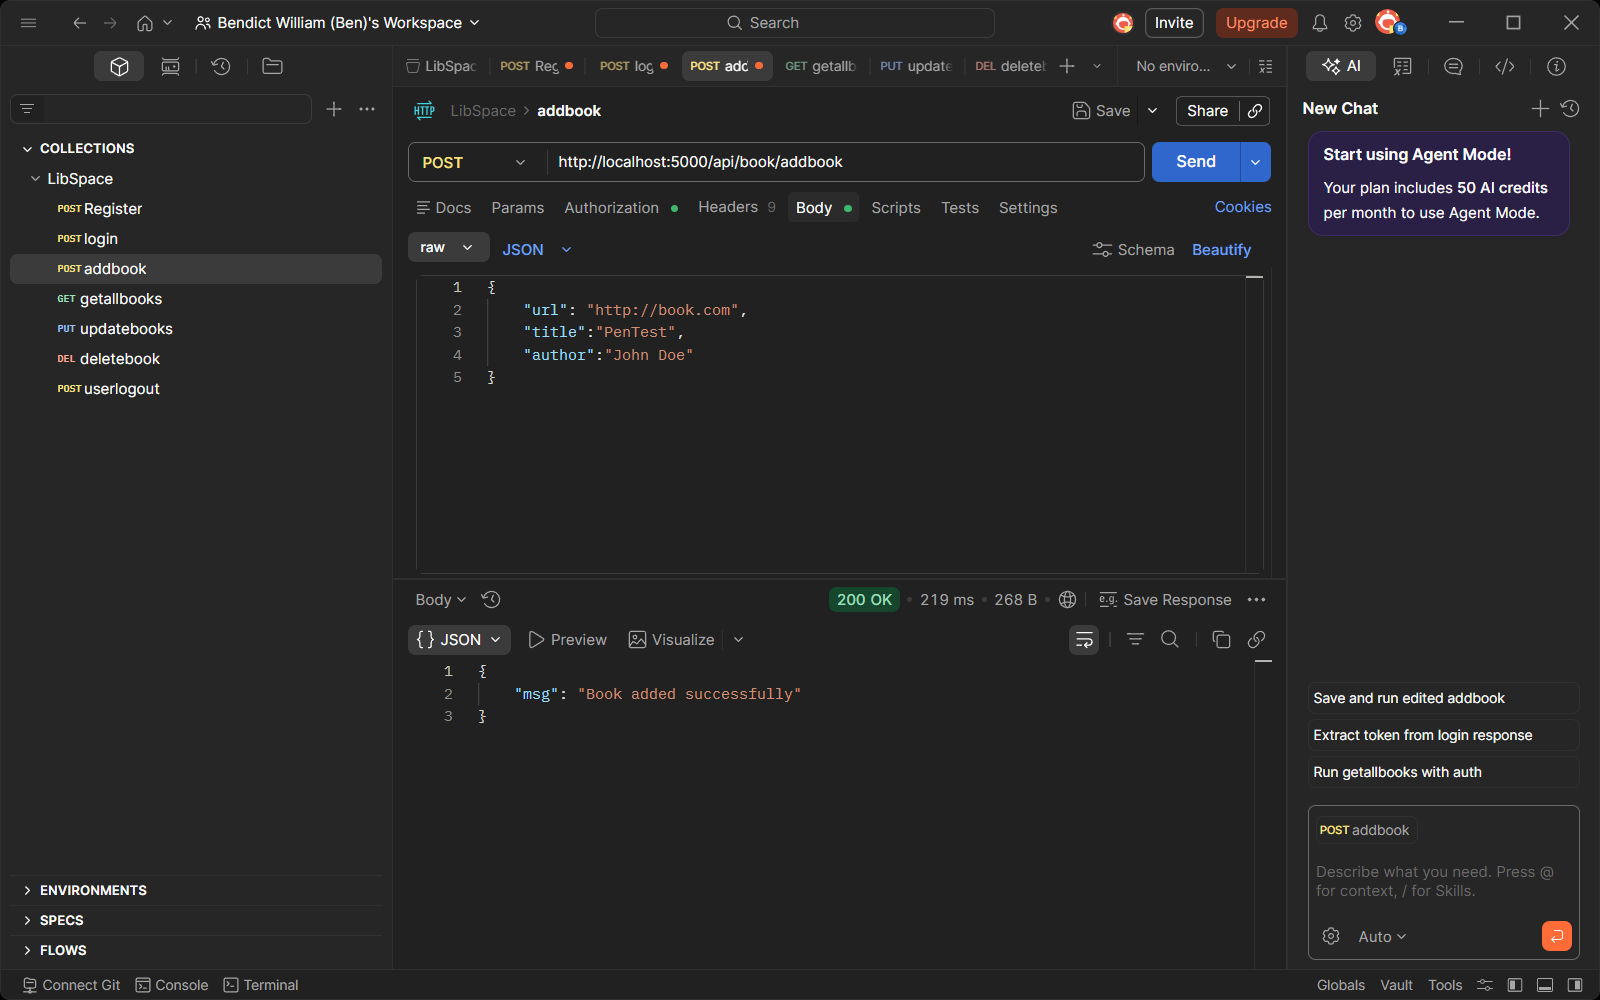 Bendict William (Ben)'s Workspace
Search
Invite
Upgrade
LibSpac
POST Reg
POST log
POST add
GET getallb
PUT update
DEL delete
No enviro...
AI
HTTP
LibSpace > addbook
Save
Share
New Chat
COLLECTIONS
LibSpace
POST Register
POST login
POST addbook
GET getallbooks
PUT updatebooks
DEL deletebook
POST userlogout
POST
http://localhost:5000/api/book/addbook
Send
Docs
Params
Authorization
Headers 9
Body
Scripts
Tests
Settings
Cookies
raw
JSON
Schema
Beautify
1 {
2 "url": "http://book.com",
3 "title":"PenTest",
4 "author":"John Doe"
5 }
Start using Agent Mode!
Your plan includes 50 AI credits
per month to use Agent Mode.
Body
200 OK
219 ms
268 B
e.g.
Save Response
{ } JSON
Preview
Visualize
1 {
2 "msg": "Book added successfully"
3 }
Save and run edited addbook
Extract token from login response
Run getallbooks with auth
POST addbook
Describe what you need. Press @
for context, / for Skills.
Auto
ENVIRONMENTS
SPECS
FLOWS
Connect Git
Console
Terminal
Globals
Vault
Tools